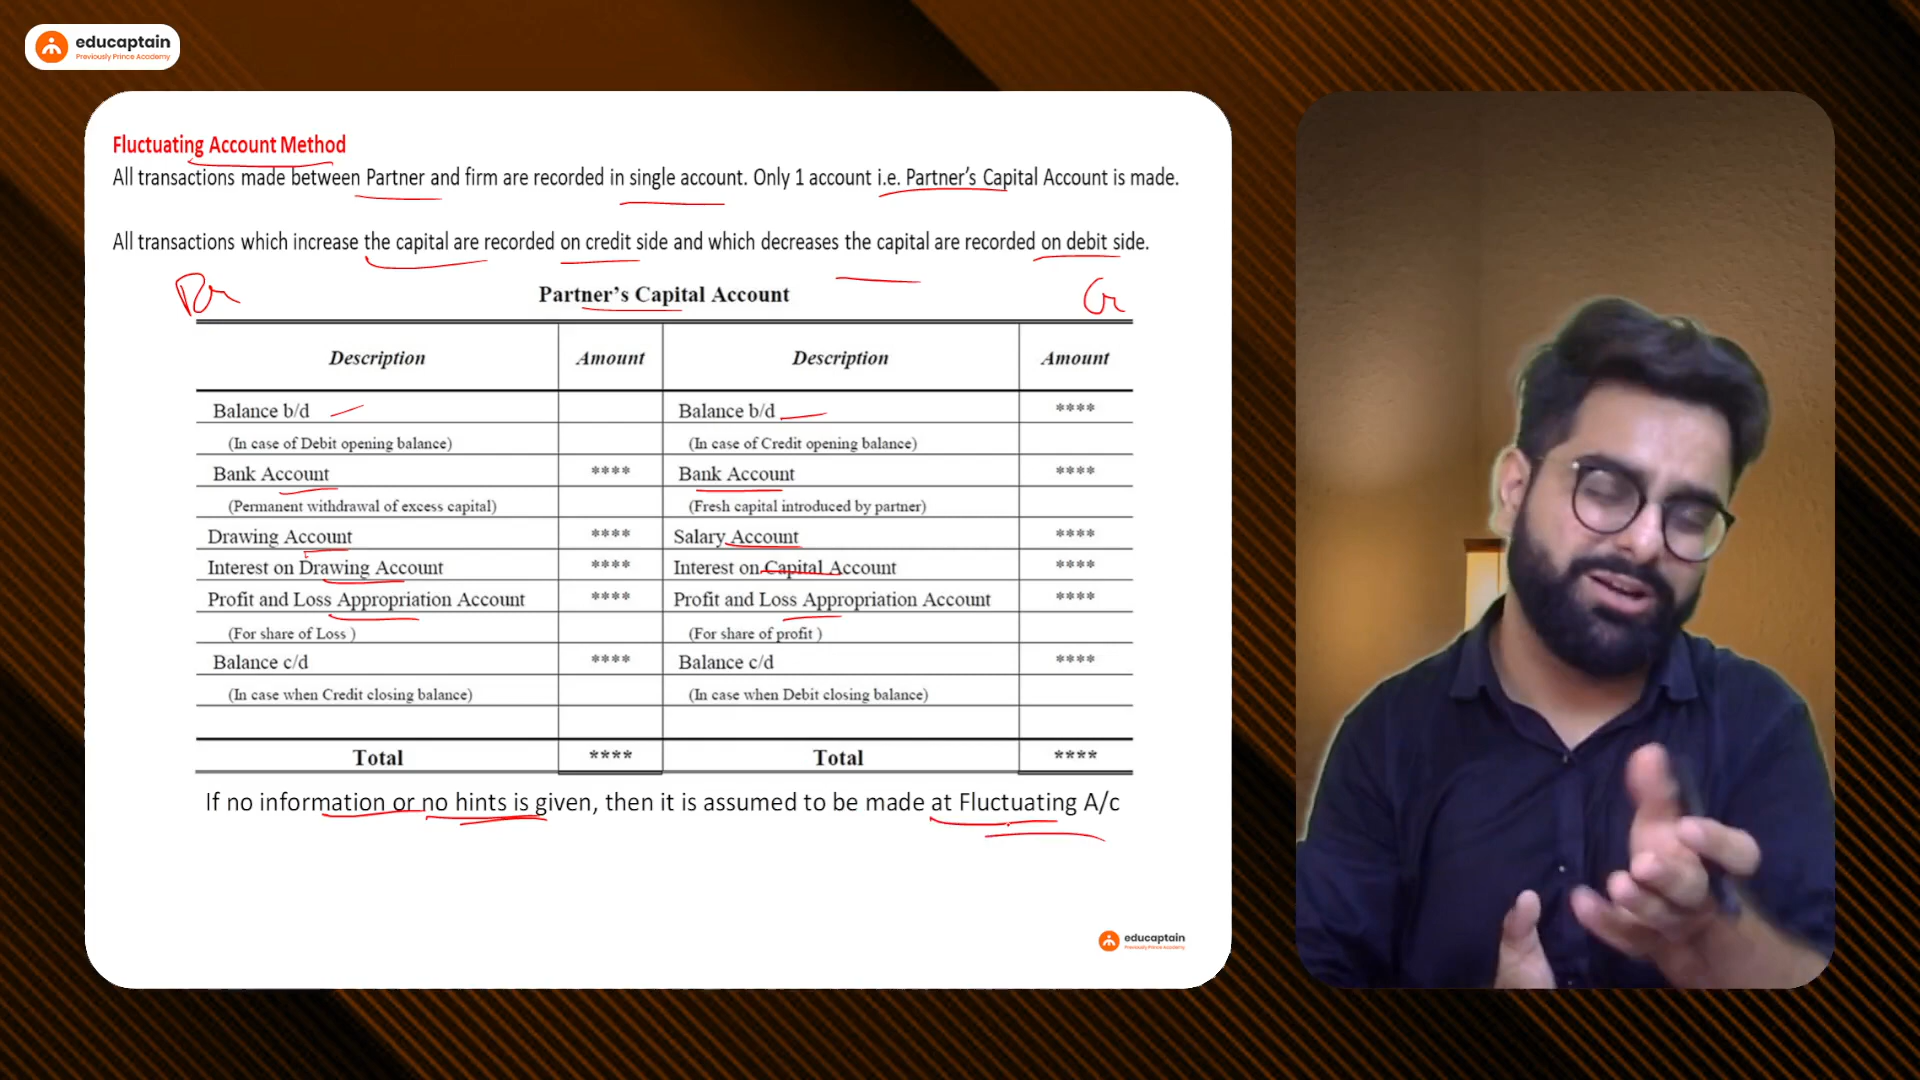 educaptain
Previously Prince Academy
Fluctuating Account Method
All transactions made between Partner and firm are recorded in single account. Only 1 account i.e. Partner's Capital Account is made.
All transactions which increase the capital are recorded on credit side and which decreases the capital are recorded on debit side.
Dr
Cr
Partner's Capital Account
Description Amount Description Amount
Balance b/d Balance b/d ****
(In case of Debit opening balance) (In case of Credit opening balance)
Bank Account **** Bank Account ****
(Permanent withdrawal of excess capital) (Fresh capital introduced by partner)
Drawing Account **** Salary Account ****
Interest on Drawing Account **** Interest on Capital Account ****
Profit and Loss Appropriation Account **** Profit and Loss Appropriation Account ****
(For share of Loss ) (For share of profit )
Balance c/d **** Balance c/d ****
(In case when Credit closing balance) (In case when Debit closing balance)
Total **** Total ****
If no information or no hints is given, then it is assumed to be made at Fluctuating A/c
educaptain
Previously Prince Academy